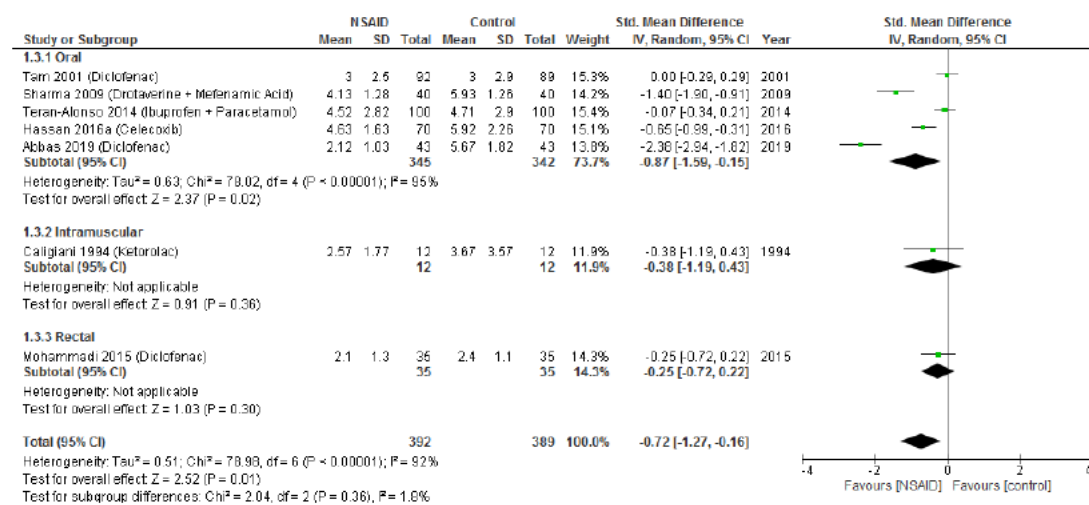 NSAID Control Std. Mean Difference Std. Mean Difference
Study or Subgroup Mean SD Total Mean SD Total Weight IV, Random, 95% CI Year IV, Random, 95% CI
1.3.1 Oral
Tam 2001 (Diclofenac) 3 2.5 92 3 2.9 89 15.3% 0.00 [-0.29, 0.29] 2001
Sharma 2009 (Drotaverine + Mefenamic Acid) 4.13 1.28 40 5.93 1.26 40 14.2% -1.40 [-1.90, -0.91] 2009
Teran-Alonso 2014 (Ibuprofen + Paracetamol) 4.52 2.82 100 4.71 2.9 100 15.4% -0.07 [-0.34, 0.21] 2014
Hassan 2016a (Celecoxib) 4.63 1.63 70 5.92 2.26 70 15.1% -0.65 [-0.99, -0.31] 2016
Abbas 2019 (Diclofenac) 2.12 1.03 43 5.67 1.82 43 13.8% -2.38 [-2.94, -1.82] 2019
Subtotal (95% CI) 345 342 73.7% -0.87 [-1.59, -0.15]
Heterogeneity: Tau² = 0.63; Chi² = 78.02, df = 4 (P < 0.00001); I² = 95%
Test for overall effect: Z = 2.37 (P = 0.02)
1.3.2 Intramuscular
Caligiani 1994 (Ketorolac) 2.57 1.77 12 3.67 3.57 12 11.9% -0.38 [-1.19, 0.43] 1994
Subtotal (95% CI) 12 12 11.9% -0.38 [-1.19, 0.43]
Heterogeneity: Not applicable
Test for overall effect: Z = 0.91 (P = 0.36)
1.3.3 Rectal
Mohammadi 2015 (Diclofenac) 2.1 1.3 35 2.4 1.1 35 14.3% -0.25 [-0.72, 0.22] 2015
Subtotal (95% CI) 35 35 14.3% -0.25 [-0.72, 0.22]
Heterogeneity: Not applicable
Test for overall effect: Z = 1.03 (P = 0.30)
Total (95% CI) 392 389 100.0% -0.72 [-1.27, -0.16]
Heterogeneity: Tau² = 0.51; Chi² = 78.98, df = 6 (P < 0.00001); I² = 92%
Test for overall effect: Z = 2.52 (P = 0.01)
Test for subgroup differences: Chi² = 2.04, df = 2 (P = 0.36), I² = 1.8%
-4 -2 0 2 4
Favours [NSAID] Favours [control]